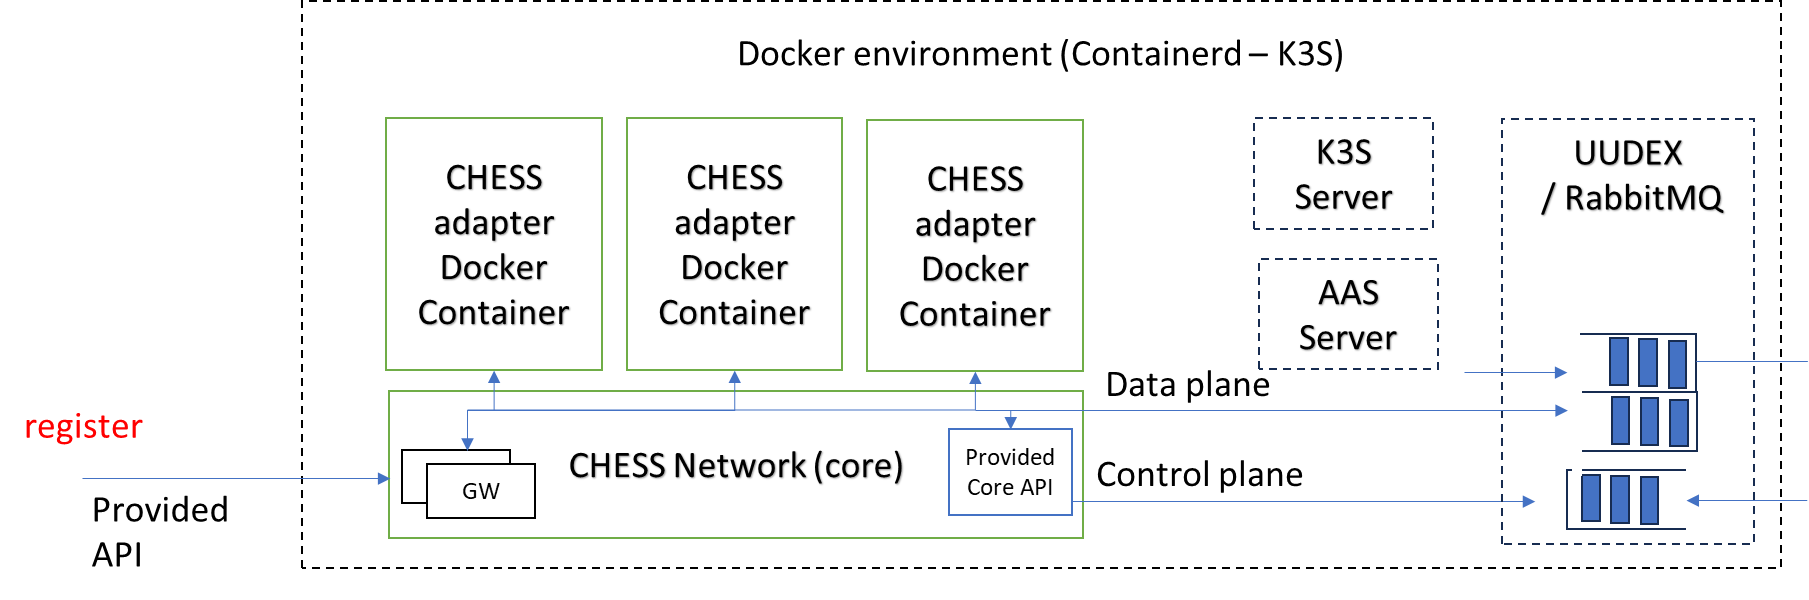 Docker environment (Containerd – K3S)
CHESS
adapter
Docker
Container
CHESS
adapter
Docker
Container
CHESS
adapter
Docker
Container
K3S
Server
AAS
Server
UUDEX
/ RabbitMQ
Data plane
register
CHESS Network (core)
GW
Provided
Core API
Control plane
Provided
API